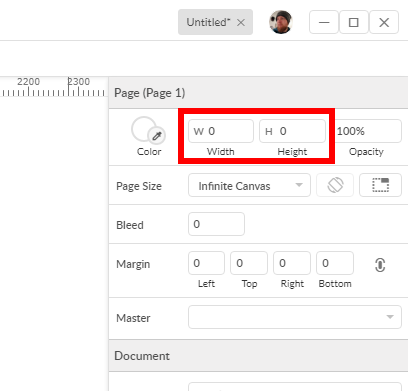 Untitled*
2200 2300
Page (Page 1)
W 0 H 0 100%
Color Width Height Opacity
Page Size Infinite Canvas
Bleed 0
Margin 0 0 0 0
Left Top Right Bottom
Master
Document